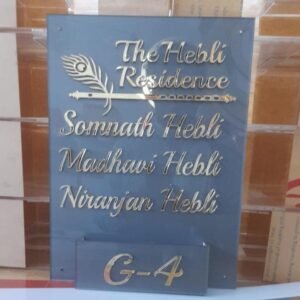 The Hebli
Residence
Somnath Hebli
Madhavi Hebli
Niranjan Hebli
G-4